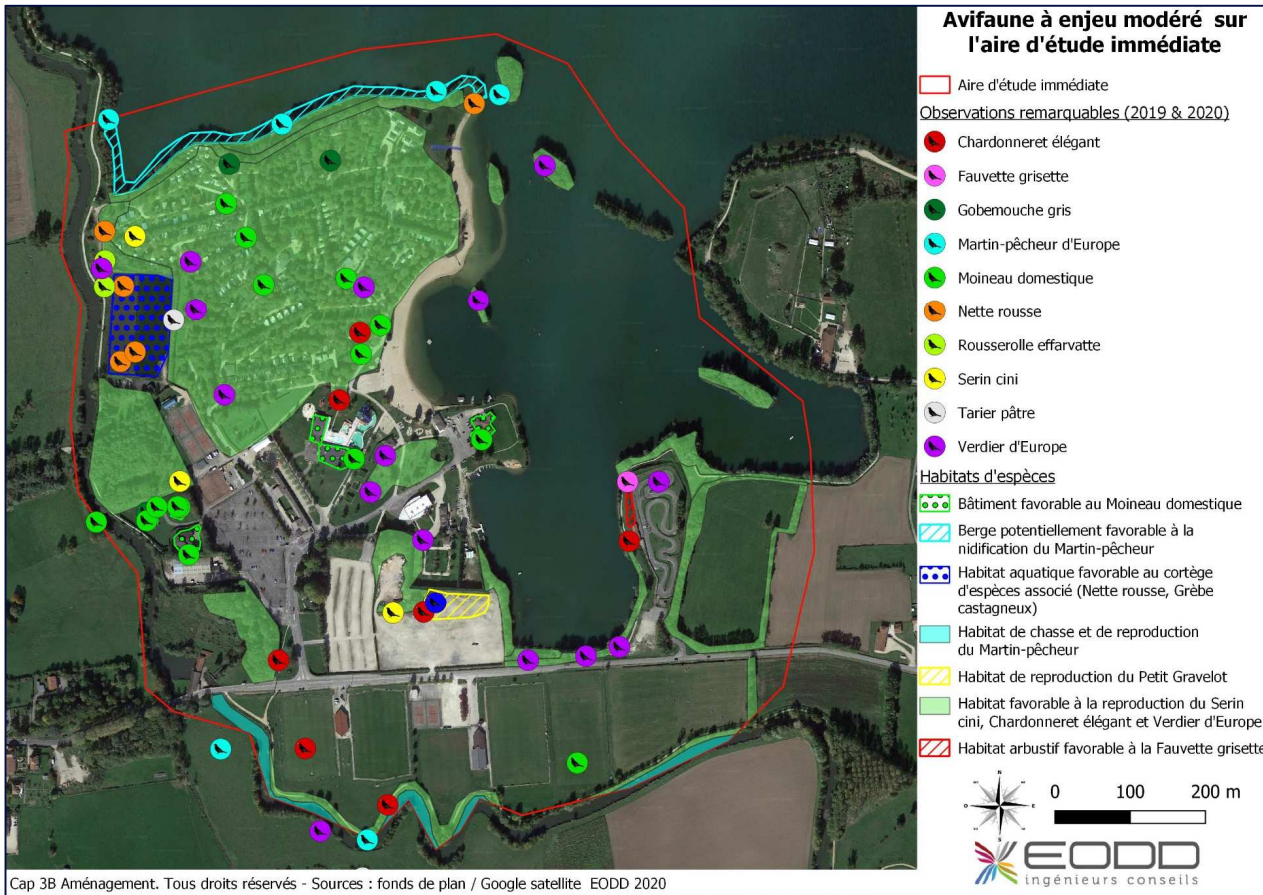 Avifaune à enjeu modéré sur
l'aire d'étude immédiate
Aire d'étude immédiate
Observations remarquables (2019 & 2020)
Chardonneret élégant
Fauvette grisette
Gobemouche gris
Martin-pêcheur d'Europe
Moineau domestique
Nette rousse
Rousserolle effarvatte
Serin cini
Tarier pâtre
Verdier d'Europe
Habitats d'espèces
Bâtiment favorable au Moineau domestique
Berge potentiellement favorable à la
nidification du Martin-pêcheur
Habitat aquatique favorable au cortège
d'espèces associé (Nette rousse, Grèbe
castagneux)
Habitat de chasse et de reproduction
du Martin-pêcheur
Habitat de reproduction du Petit Gravelot
Habitat favorable à la reproduction du Serin
cini, Chardonneret élégant et Verdier d'Europe
Habitat arbustif favorable à la Fauvette grisette
N
O E
S
0 100 200 m
EODD
ingénieurs conseils
Cap 3B Aménagement. Tous droits réservés - Sources : fonds de plan / Google satellite EODD 2020